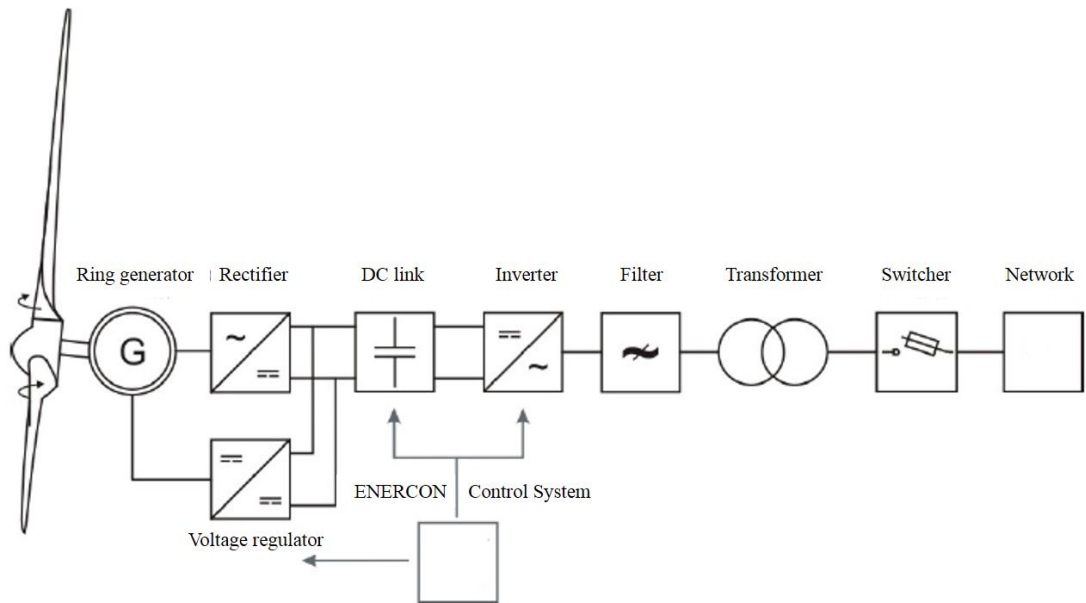 Ring generator
Rectifier
DC link
Inverter
Filter
Transformer
Switcher
Network
G
ENERCON
Control System
Voltage regulator